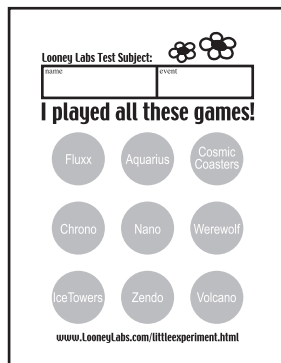 Looney Labs Test Subject:
name event
I played all these games!
Fluxx Aquarius Cosmic
Coasters
Chrono Nano Werewolf
IceTowers Zendo Volcano
www.LooneyLabs.com/littleexperiment.html